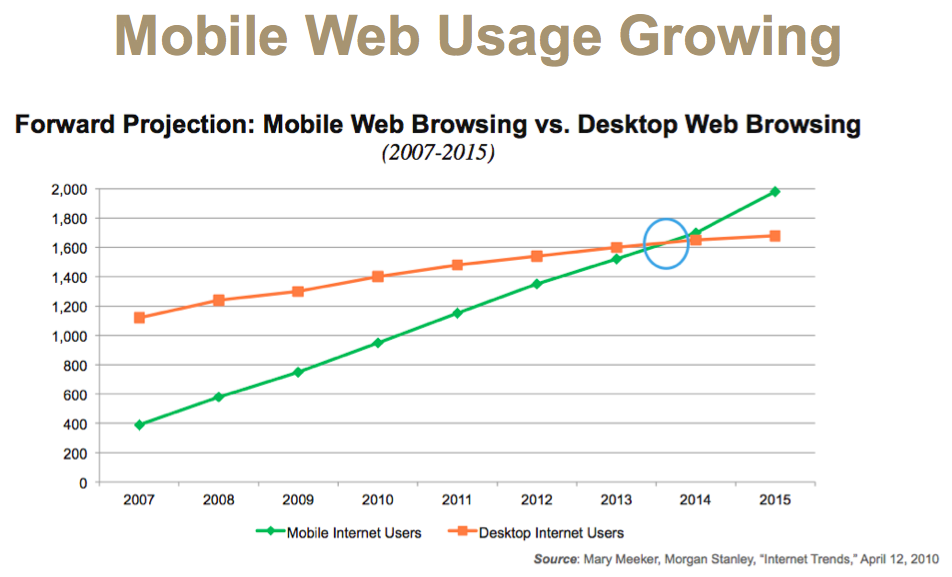 Mobile Web Usage Growing
Forward Projection: Mobile Web Browsing vs. Desktop Web Browsing
(2007-2015)
2,000
1,800
1,600
1,400
1,200
1,000
800
600
400
200
0
2007 2008 2009 2010 2011 2012 2013 2014 2015
Mobile Internet Users Desktop Internet Users
Source: Mary Meeker, Morgan Stanley, "Internet Trends," April 12, 2010